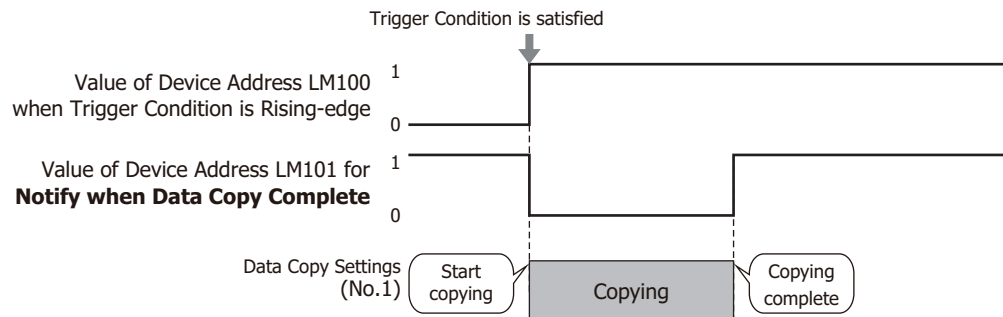 Trigger Condition is satisfied
Value of Device Address LM100
when Trigger Condition is Rising-edge
1
0
Value of Device Address LM101 for
Notify when Data Copy Complete
1
0
Data Copy Settings
(No.1)
Start
copying
Copying
Copying
complete